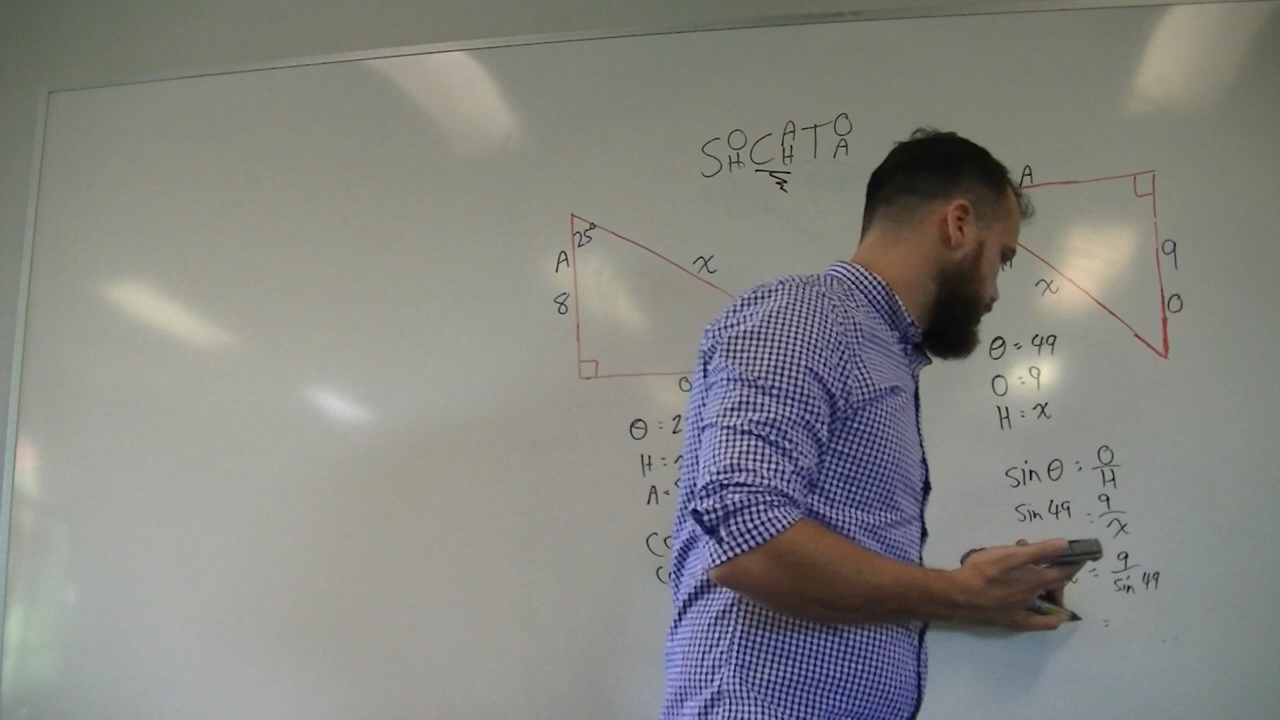 SOH CAH TOA
25°
A
8
x
O
θ = 2
H =
A =
A
9
O
x
θ = 49
O = 9
H = x
sin θ = O/H
sin 49 = 9/x
= 9/sin 49
=